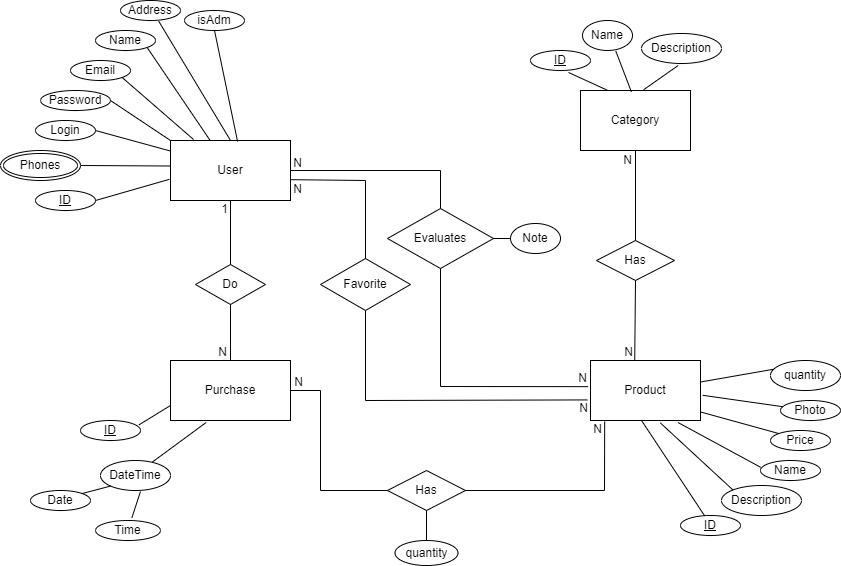 Address
isAdm
Name
Name
Email
ID
Description
Password
Category
Login
Phones
User
N
N
N
ID
1
Evaluates
Note
Has
Do
Favorite
N
N
N
quantity
Purchase
N
Product
N
Photo
N
ID
Price
DateTime
Name
Date
Has
Description
Time
ID
quantity